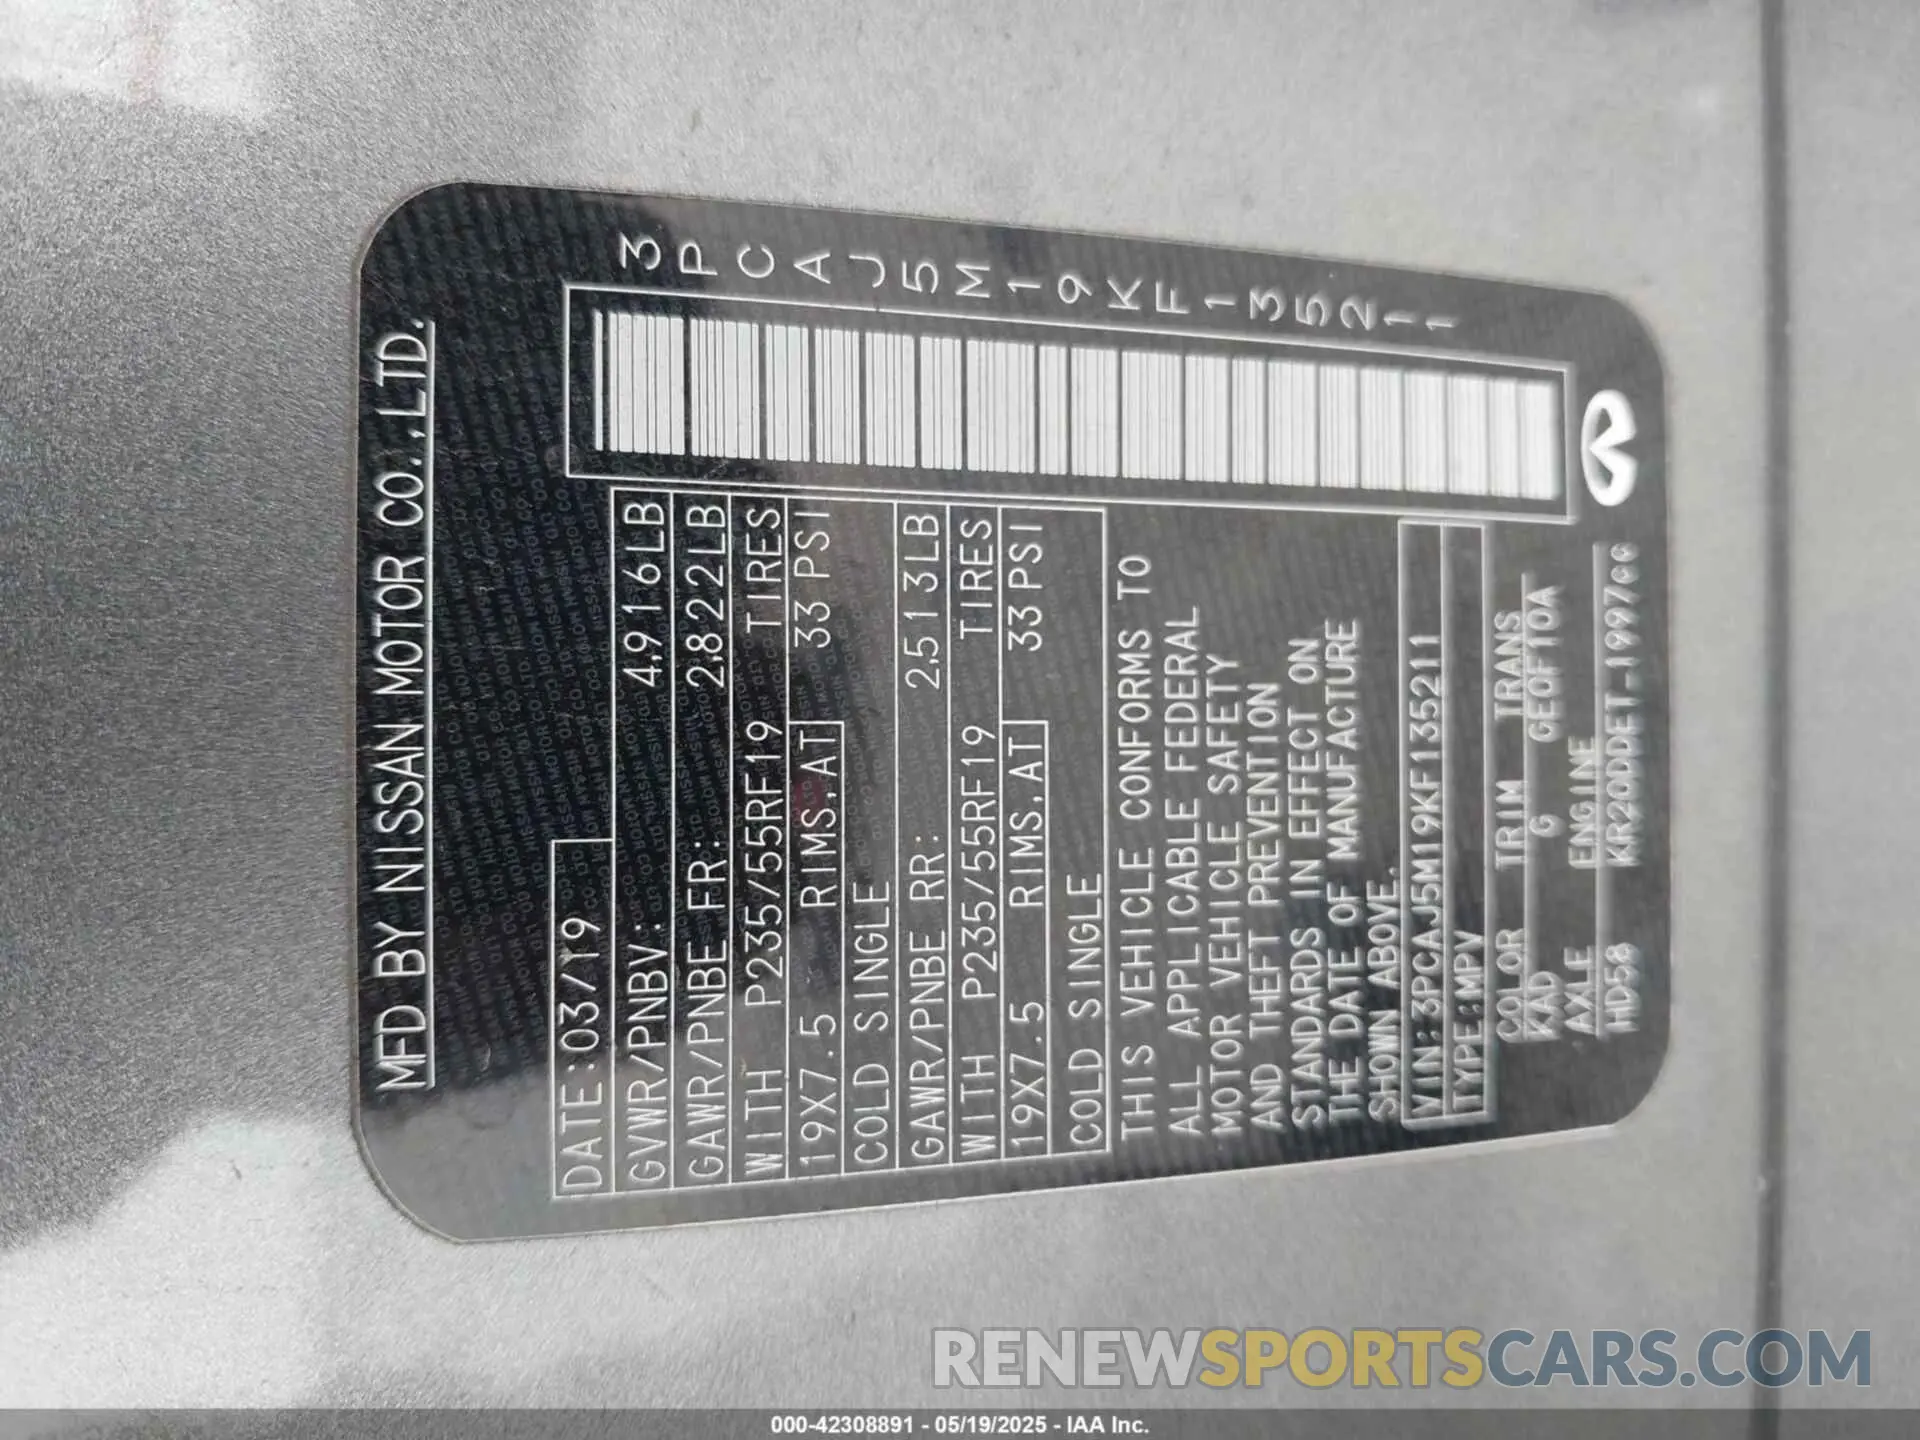 MFD BY NISSAN MOTOR CO.,LTD.
DATE:03/19
GVWR/PNBV: 4,916LB
GAWR/PNBE FR: 2,822LB
WITH P235/55RF19 TIRES
19X7.5 RIMS,AT 33 PSI
COLD SINGLE
GAWR/PNBE RR: 2,513LB
WITH P235/55RF19 TIRES
19X7.5 RIMS,AT 33 PSI
COLD SINGLE
THIS VEHICLE CONFORMS TO
ALL APPLICABLE FEDERAL
MOTOR VEHICLE SAFETY
AND THEFT PREVENTION
STANDARDS IN EFFECT ON
THE DATE OF MANUFACTURE
SHOWN ABOVE.
VIN:3PCAJ5M19KF135211
TYPE:MPV
COLOR TRIM TRANS
KAD G GEOF10A
AXLE ENGINE
HD58 KR20DDET-1997cc
3PCAJ5M19KF135211
RENEWSPORTSCARS.COM
000-42308891 - 05/19/2025 - IAA Inc.